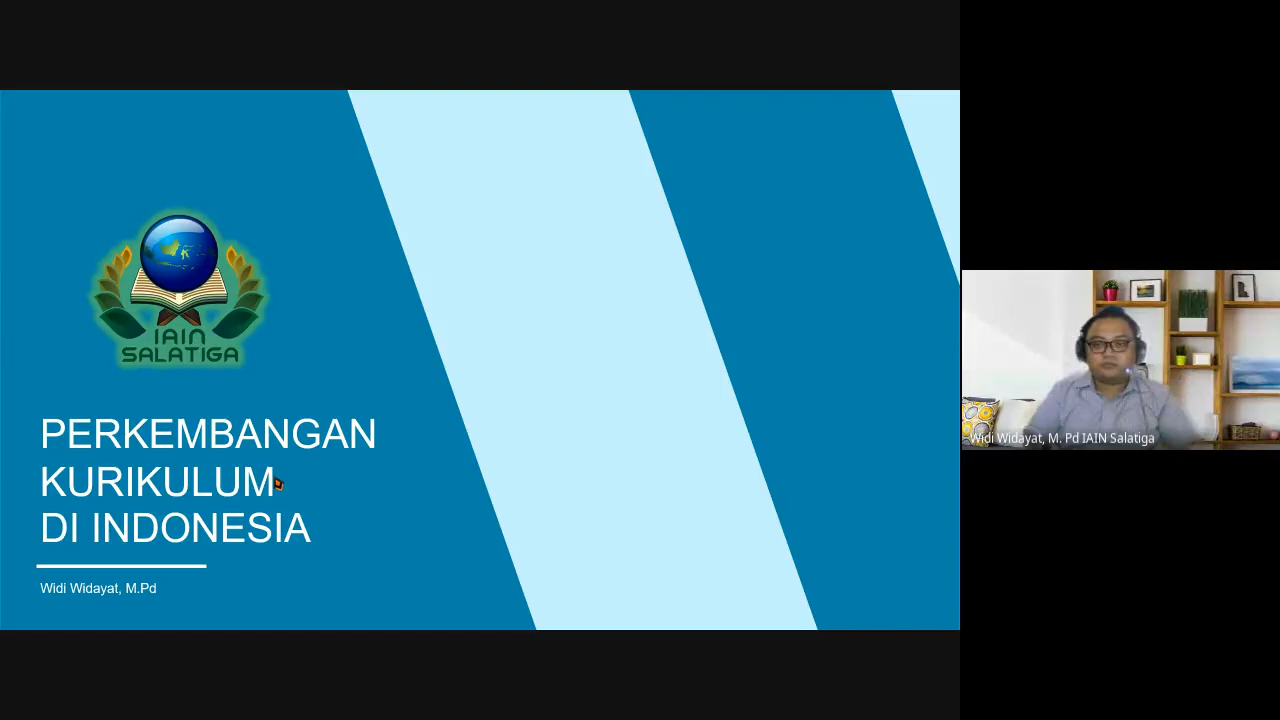 IAIN
SALATIGA
PERKEMBANGAN
KURIKULUM
DI INDONESIA
Widi Widayat, M.Pd
Widi Widayat, M. Pd IAIN Salatiga